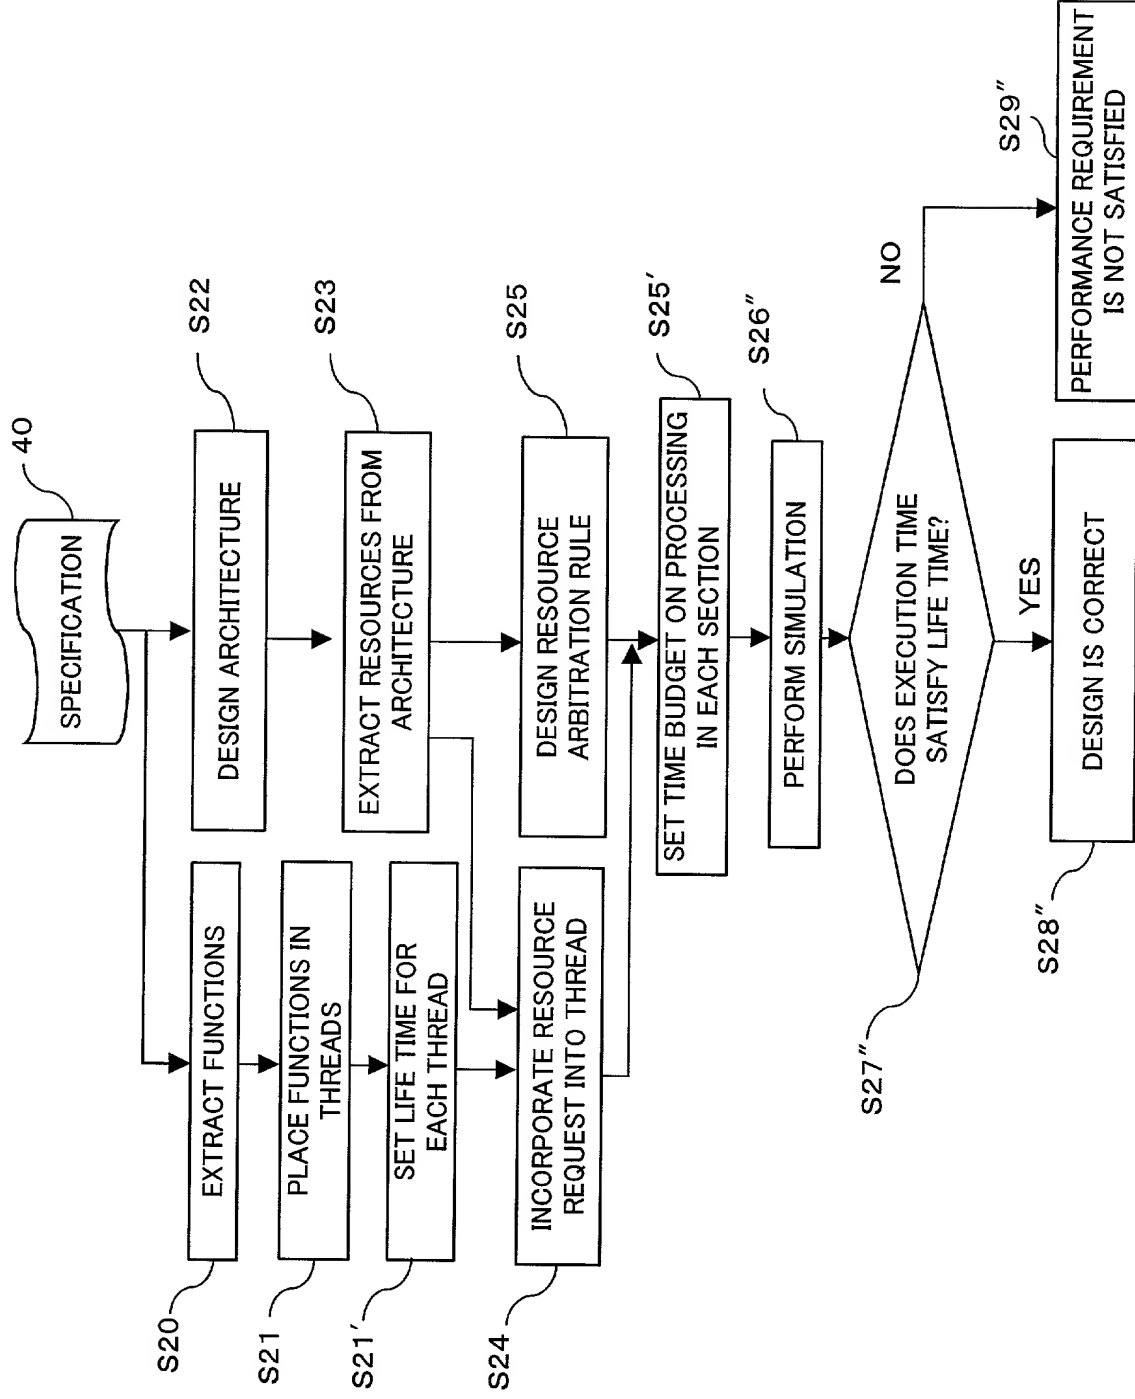 40
SPECIFICATION
S20
EXTRACT FUNCTIONS
S22
DESIGN ARCHITECTURE
S21
PLACE FUNCTIONS IN
THREADS
S23
EXTRACT RESOURCES FROM
ARCHITECTURE
S21′
SET LIFE TIME FOR
EACH THREAD
S24
INCORPORATE RESOURCE
REQUEST INTO THREAD
S25
DESIGN RESOURCE
ARBITRATION RULE
S25′
SET TIME BUDGET ON PROCESSING
IN EACH SECTION
S26″
PERFORM SIMULATION
S27″
DOES EXECUTION TIME
SATISFY LIFE TIME?
NO
YES
S28″
DESIGN IS CORRECT
S29″
PERFORMANCE REQUIREMENT
IS NOT SATISFIED